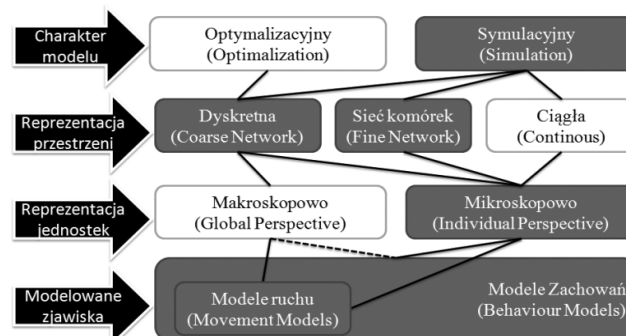 Charakter
modelu
Optymalizacyjny
(Optimalization)
Symulacyjny
(Simulation)
Reprezentacja
przestrzeni
Dyskretna
(Coarse Network)
Sieć komórek
(Fine Network)
Ciągła
(Continous)
Reprezentacja
jednostek
Makroskopowo
(Global Perspective)
Mikroskopowo
(Individual Perspective)
Modelowane
zjawiska
Modele ruchu
(Movement Models)
Modele Zachowań
(Behaviour Models)